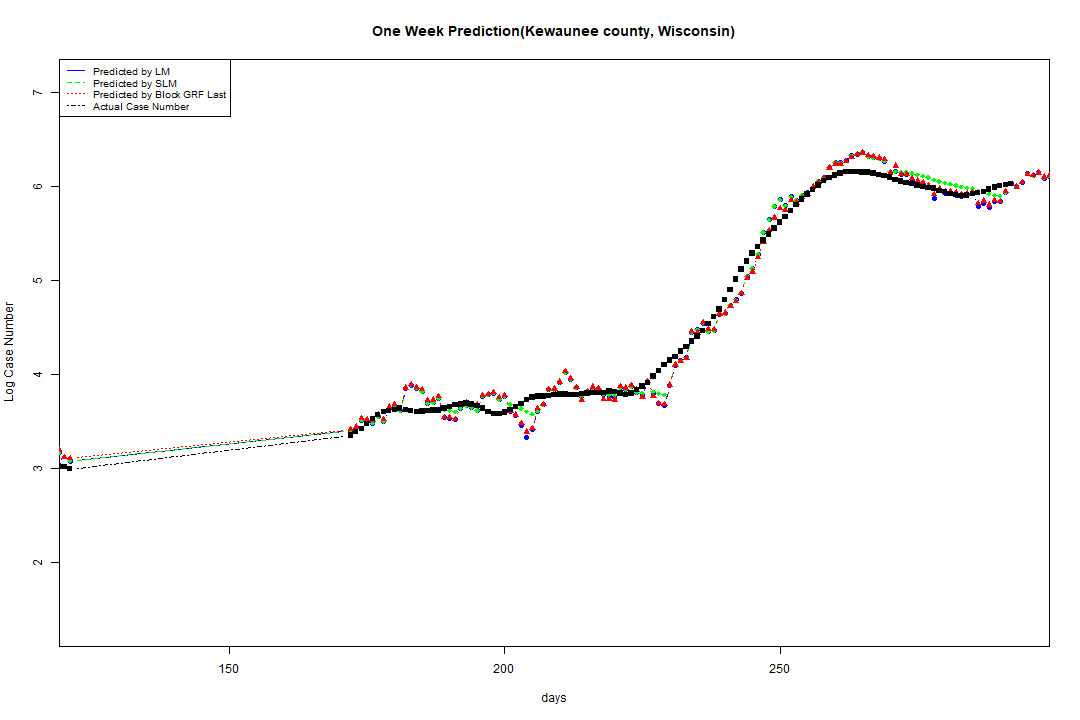 One Week Prediction(Kewaunee county, Wisconsin)
Predicted by LM
Predicted by SLM
Predicted by Block GRF Last
Actual Case Number
7
6
5
4
3
2
Log Case Number
150
200
250
days